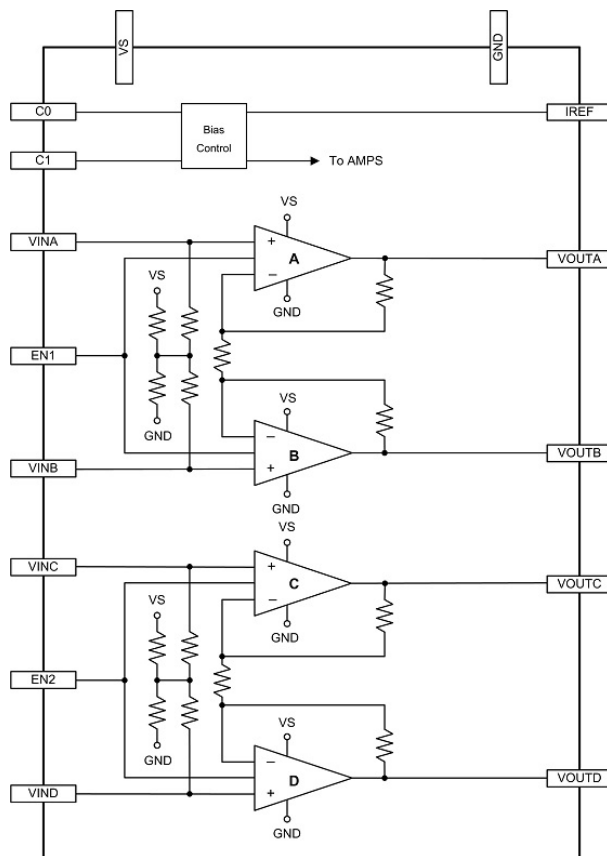 VS
GND
C0
IREF
Bias
Control
C1
To AMPS
VS
VINA
+
A
VOUTA
–
VS
GND
EN1
VS
GND
–
B
VOUTB
VINB
+
GND
VS
VINC
+
C
VOUTC
–
VS
GND
EN2
VS
GND
–
D
VOUTD
VIND
+
GND